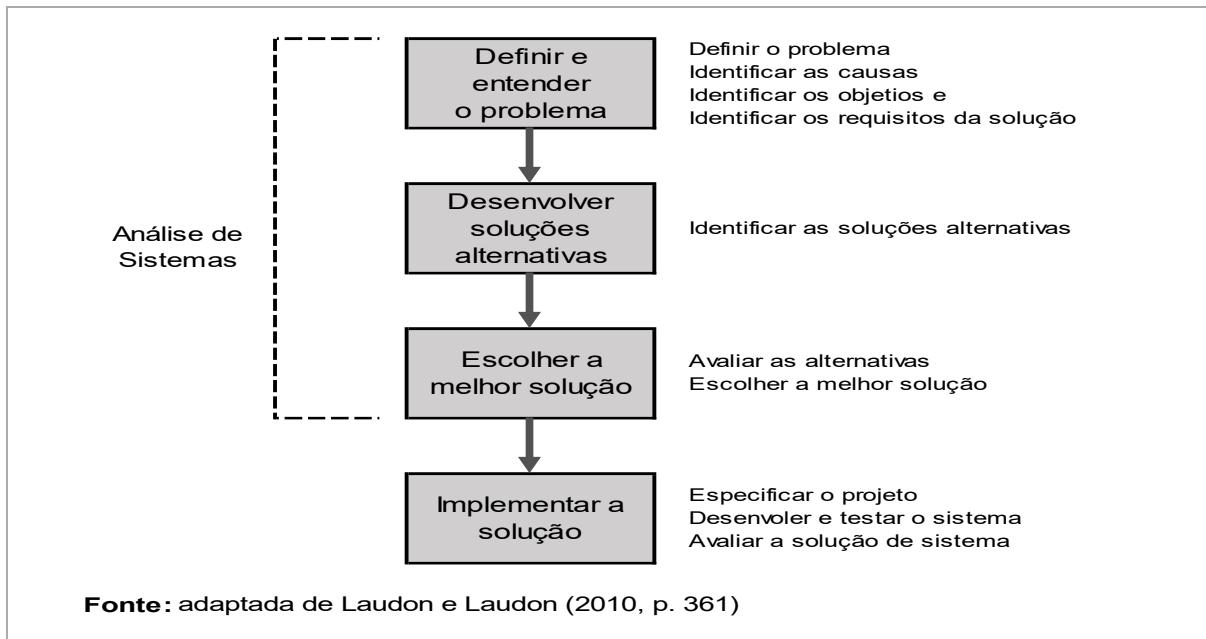 Definir e
entender
o problema
Definir o problema
Identificar as causas
Identificar os objetios e
Identificar os requisitos da solução
Análise de
Sistemas
Desenvolver
soluções
alternativas
Identificar as soluções alternativas
Escolher a
melhor solução
Avaliar as alternativas
Escolher a melhor solução
Implementar a
solução
Especificar o projeto
Desenvoler e testar o sistema
Avaliar a solução de sistema
Fonte: adaptada de Laudon e Laudon (2010, p. 361)